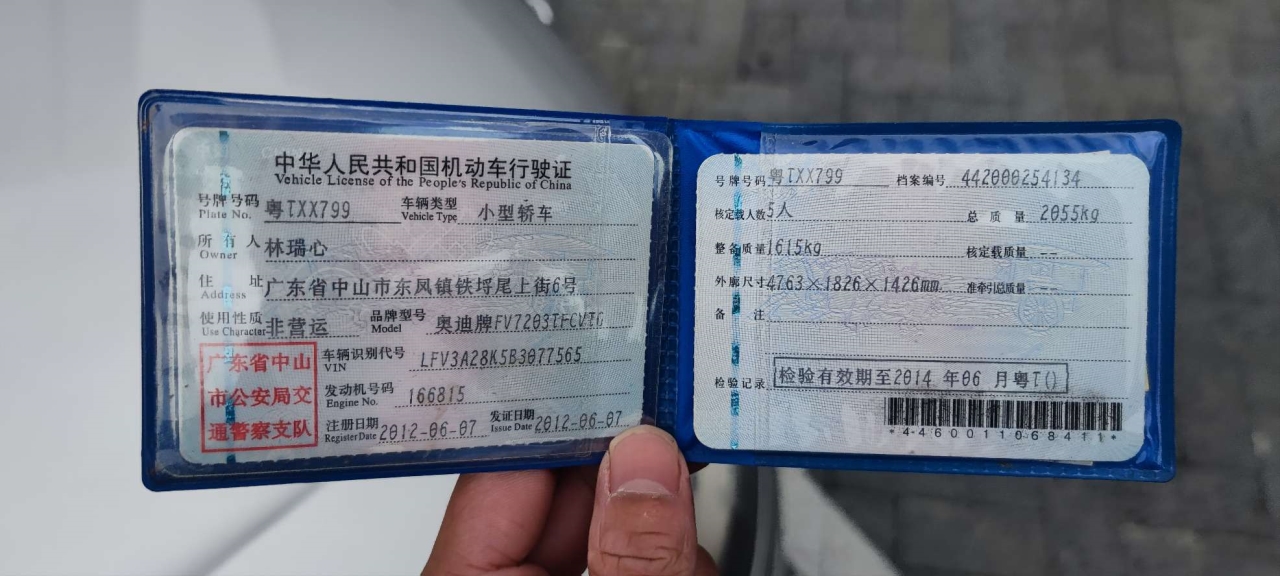 中华人民共和国机动车行驶证
Vehicle License of the People's Republic of China
号牌号码 粤TXX799 车辆类型 小型轿车
Plate No. Vehicle Type
所有人 林瑞心
Owner
住址 广东省中山市东凤镇铁埒尾上街6号
Address
使用性质 非营运 品牌型号 奥迪牌FV7203TFCVTG
Use Character Model
广东省中山
市公安局交
通警察支队
车辆识别代号 LFV3A28K5B3077565
VIN
发动机号码 166815
Engine No.
注册日期 2012-06-07 发证日期 2012-06-07
Register Date Issue Date
号牌号码 粤TXX799 档案编号 442000254134
核定载人数 5人 总质量 2055kg
整备质量 1615kg 核定载质量 --
外廓尺寸 4763×1826×1426mm 准牵引总质量 --
备注
检验记录 检验有效期至2014 年06 月粤T()
*4460011068411*